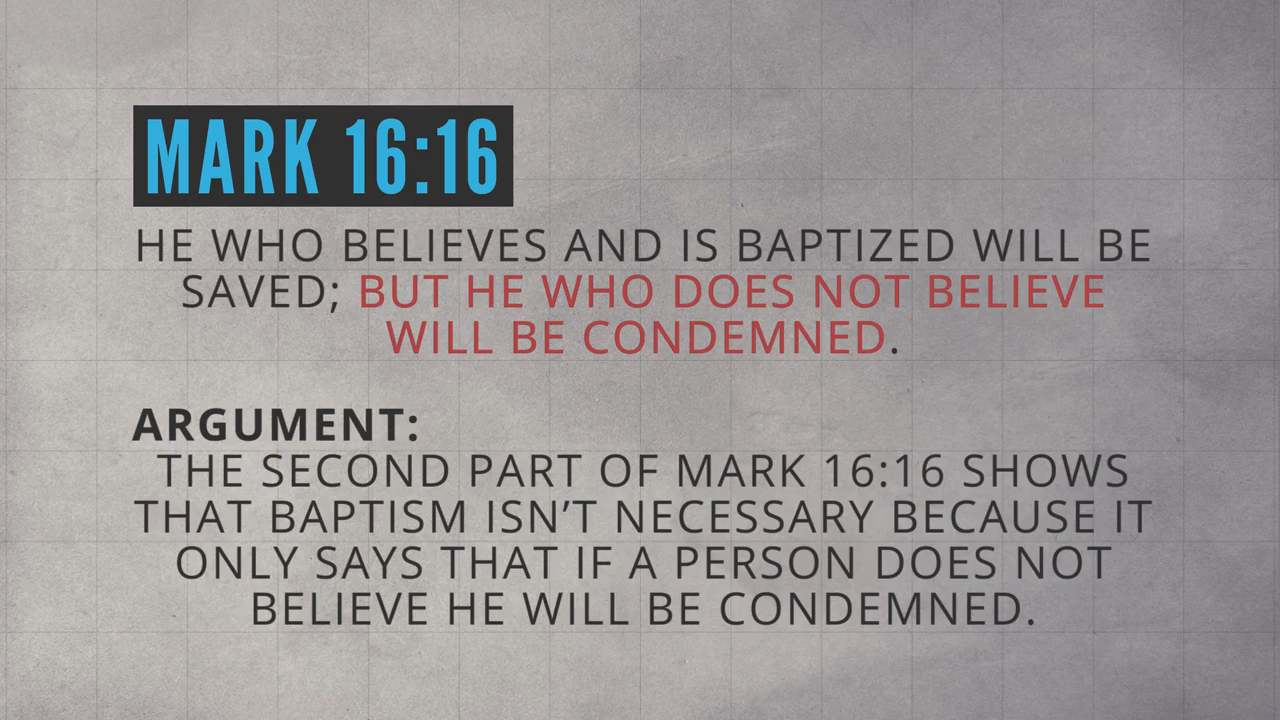 MARK 16:16
HE WHO BELIEVES AND IS BAPTIZED WILL BE
SAVED; BUT HE WHO DOES NOT BELIEVE
WILL BE CONDEMNED.
ARGUMENT:
THE SECOND PART OF MARK 16:16 SHOWS
THAT BAPTISM ISN’T NECESSARY BECAUSE IT
ONLY SAYS THAT IF A PERSON DOES NOT
BELIEVE HE WILL BE CONDEMNED.